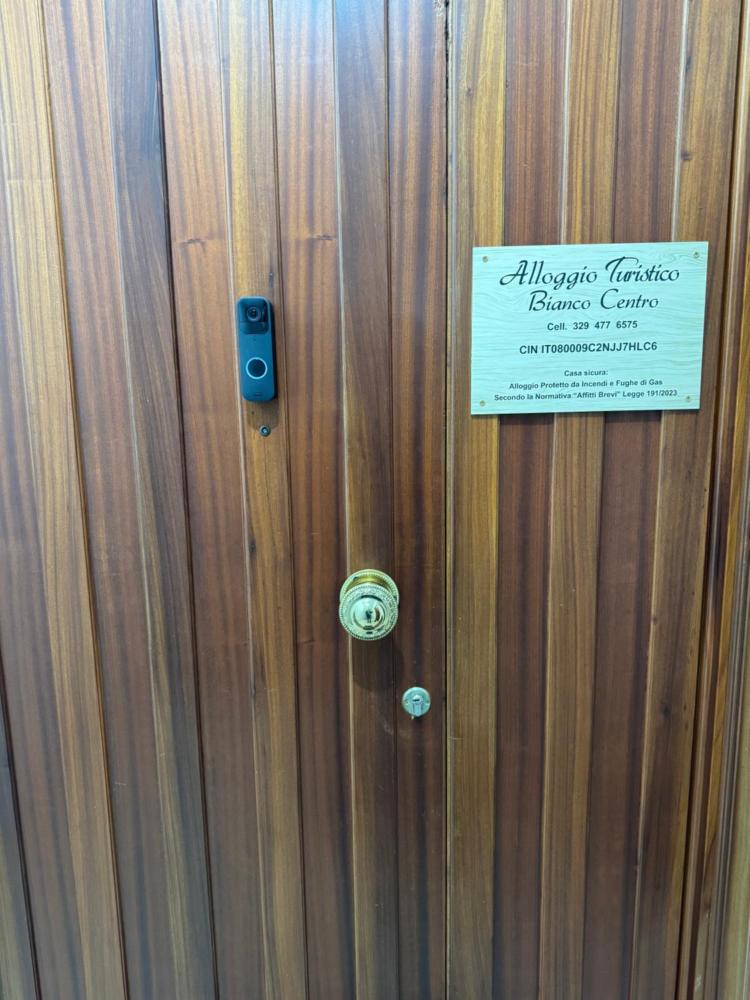 Alloggio Turistico
Bianco Centro
Cell. 329 477 6575
CIN IT080009C2NJJ7HLC6
Casa sicura:
Alloggio Protetto da Incendi e Fughe di Gas
Secondo la Normativa "Affitti Brevi" Legge 191/2023